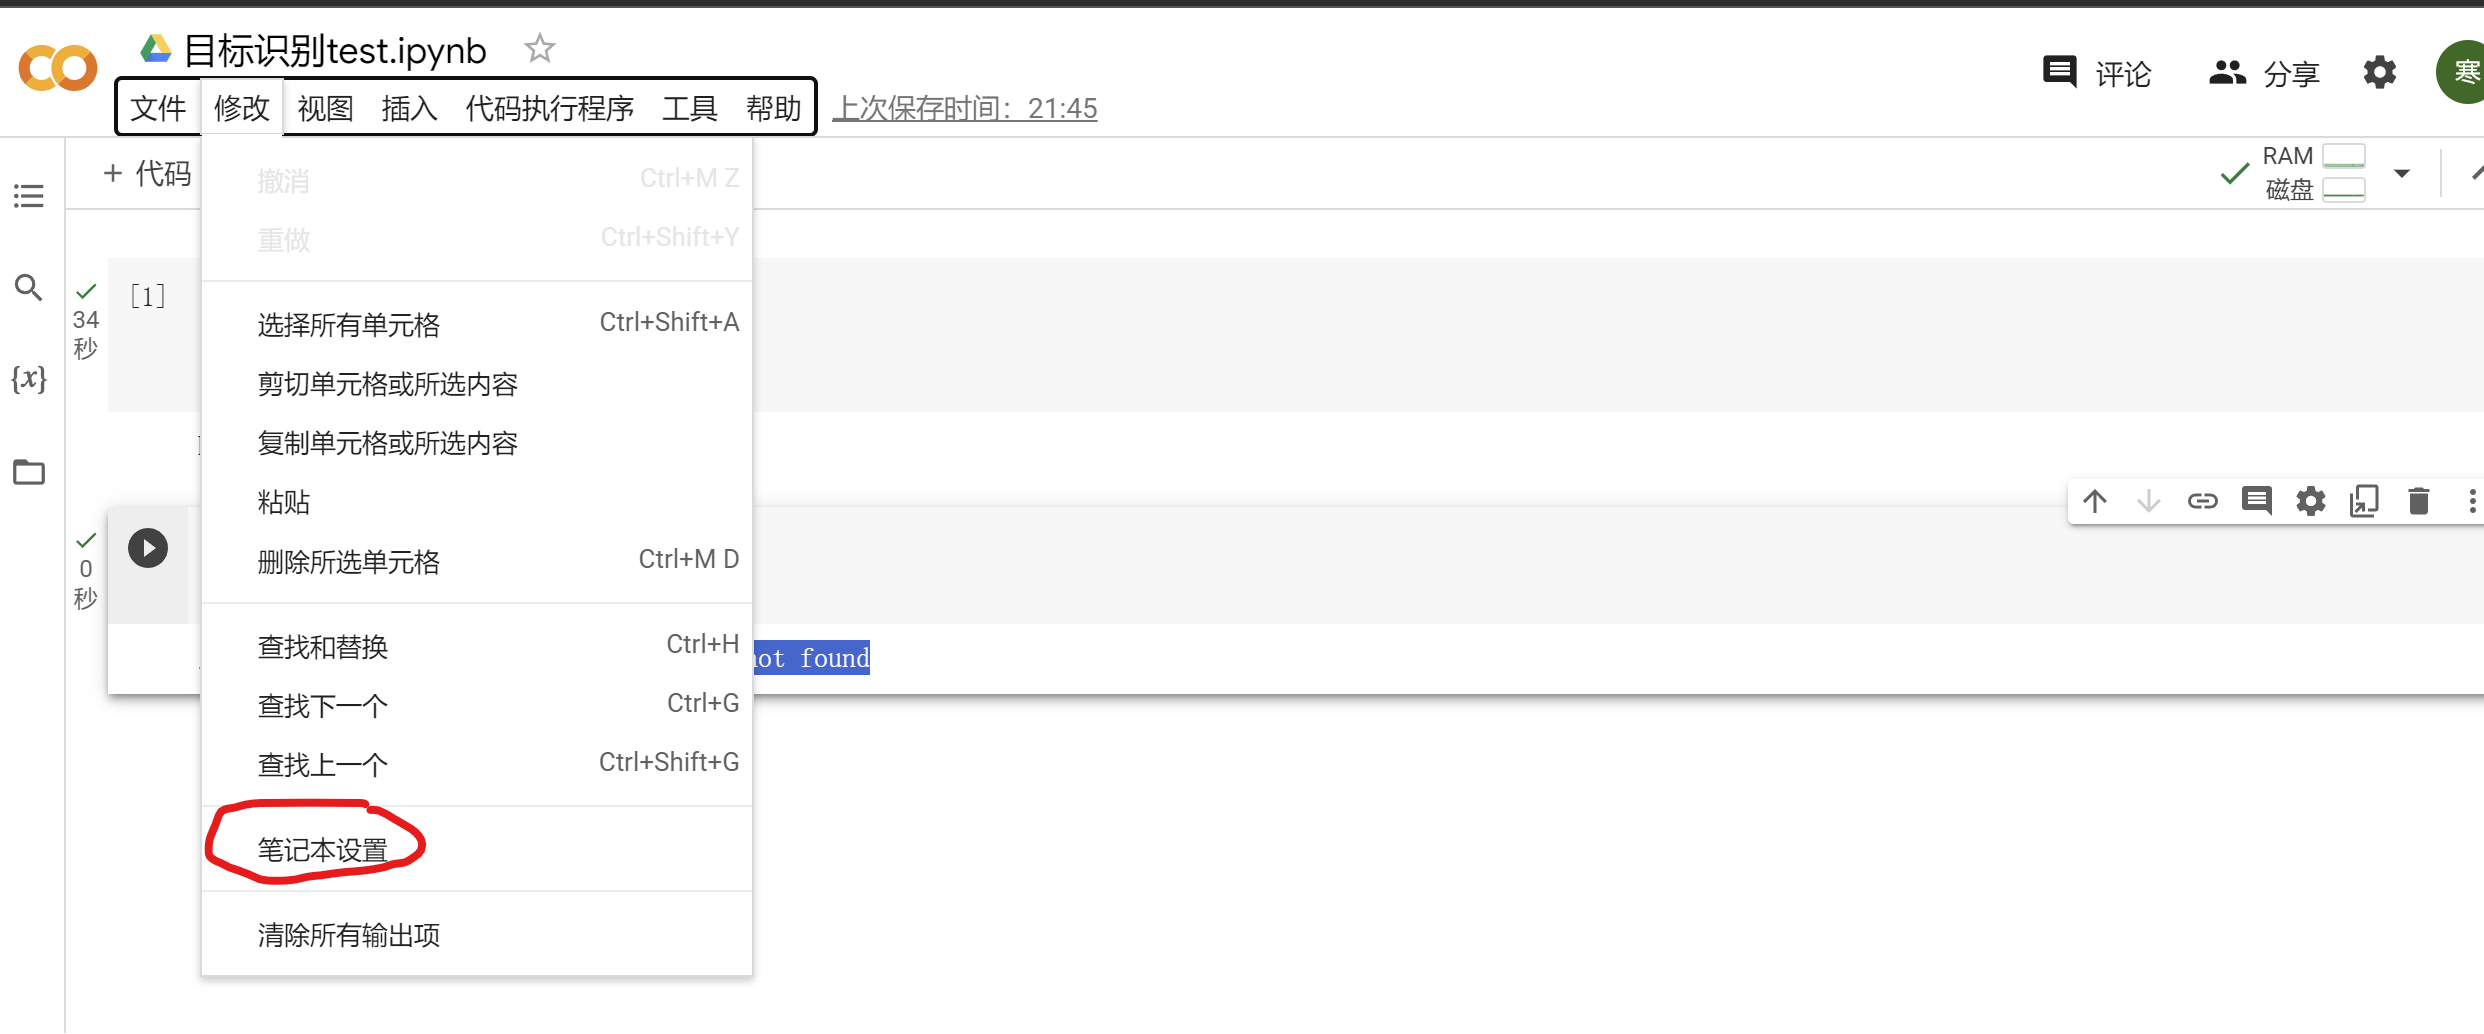 目标识别test.ipynb
文件 修改 视图 插入 代码执行程序 工具 帮助 上次保存时间：21:45
评论 分享 寒
+ 代码
RAM
磁盘
撤消 Ctrl+M Z
重做 Ctrl+Shift+Y
[1]
34
秒
{x}
选择所有单元格 Ctrl+Shift+A
剪切单元格或所选内容
复制单元格或所选内容
粘贴
删除所选单元格 Ctrl+M D
0
秒
查找和替换 Ctrl+H
not found
查找下一个 Ctrl+G
查找上一个 Ctrl+Shift+G
笔记本设置
清除所有输出项